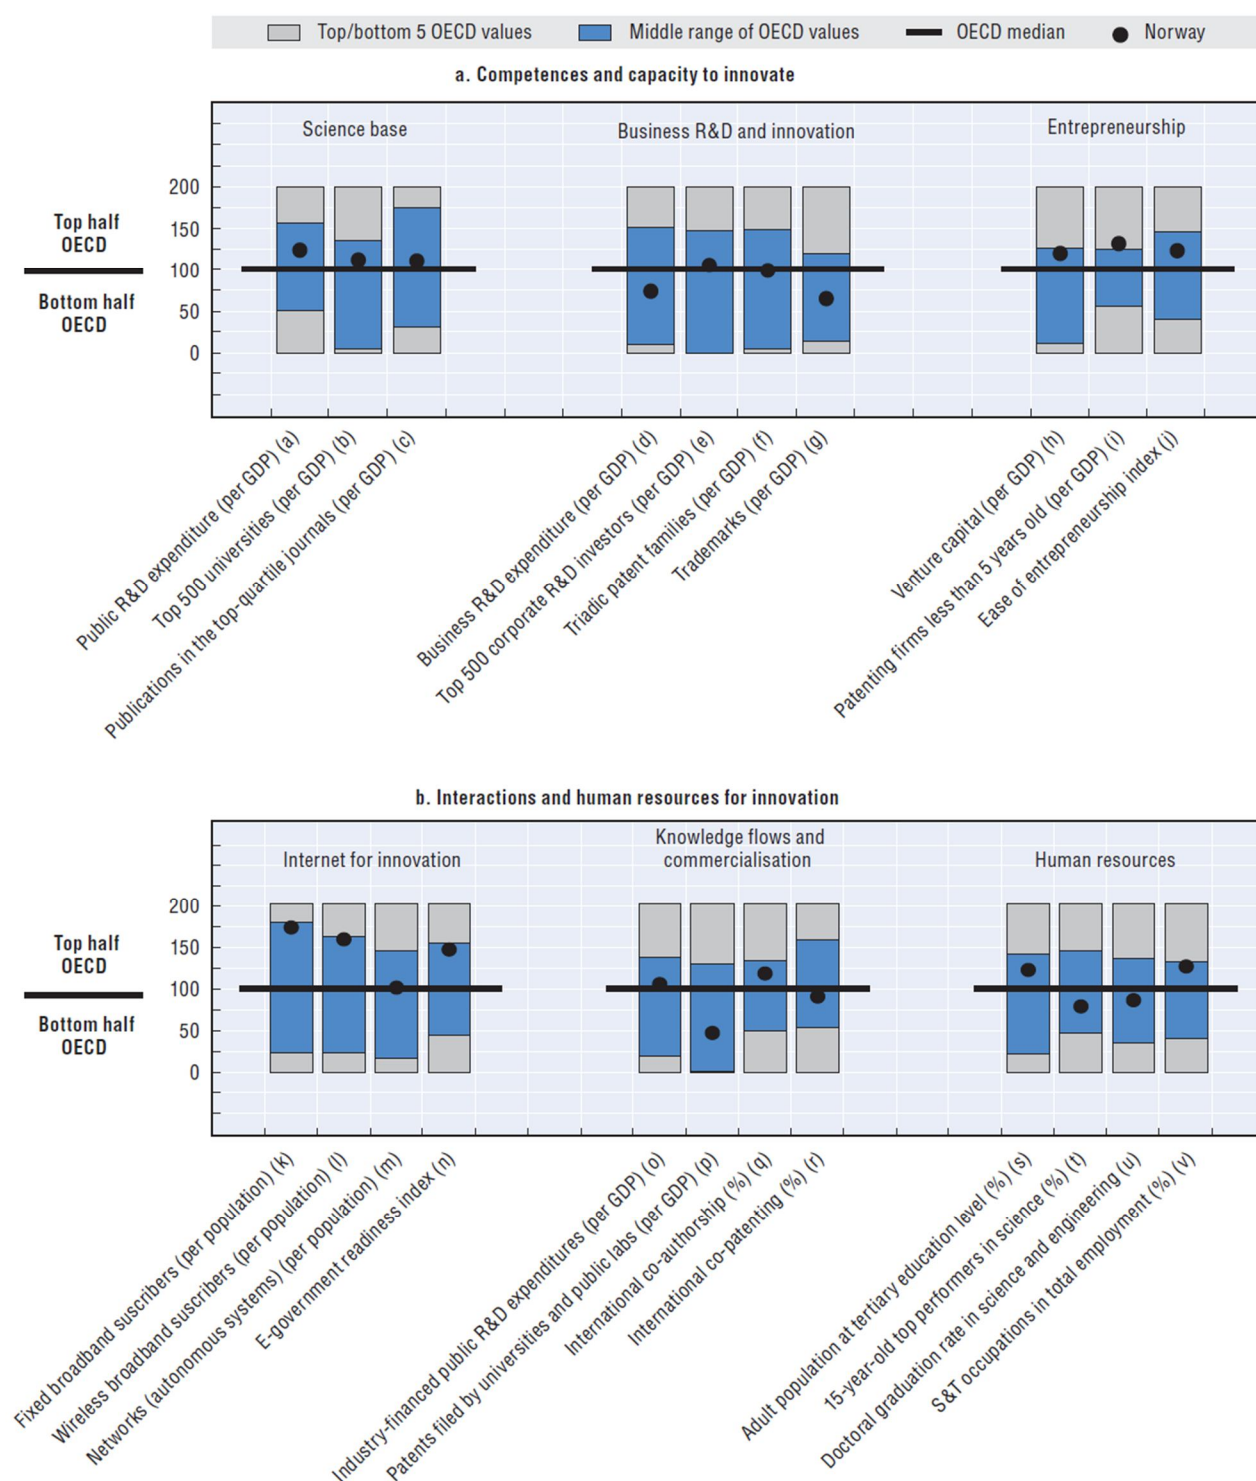 Top/bottom 5 OECD values Middle range of OECD values OECD median Norway
a. Competences and capacity to innovate
Science base Business R&D and innovation Entrepreneurship
200
150
100
50
0
Top half
OECD
Bottom half
OECD
Public R&D expenditure (per GDP) (a)
Top 500 universities (per GDP) (b)
Publications in the top-quartile journals (per GDP) (c)
Business R&D expenditure (per GDP) (d)
Top 500 corporate R&D investors (per GDP) (e)
Triadic patent families (per GDP) (f)
Trademarks (per GDP) (g)
Venture capital (per GDP) (h)
Patenting firms less than 5 years old (per GDP) (i)
Ease of entrepreneurship index (j)
b. Interactions and human resources for innovation
Internet for innovation
Knowledge flows and
commercialisation
Human resources
200
150
100
50
0
Top half
OECD
Bottom half
OECD
Fixed broadband suscribers (per population) (k)
Wireless broadband suscribers (per population) (l)
Networks (autonomous systems) (per population) (m)
E-government readiness index (n)
Industry-financed public R&D expenditures (per GDP) (o)
Patents filed by universities and public labs (per GDP) (p)
International co-authorship (%) (q)
International co-patenting (%) (r)
Adult population at tertiary education level (%) (s)
15-year-old top performers in science (%) (t)
Doctoral graduation rate in science and engineering (u)
S&T occupations in total employment (%) (v)